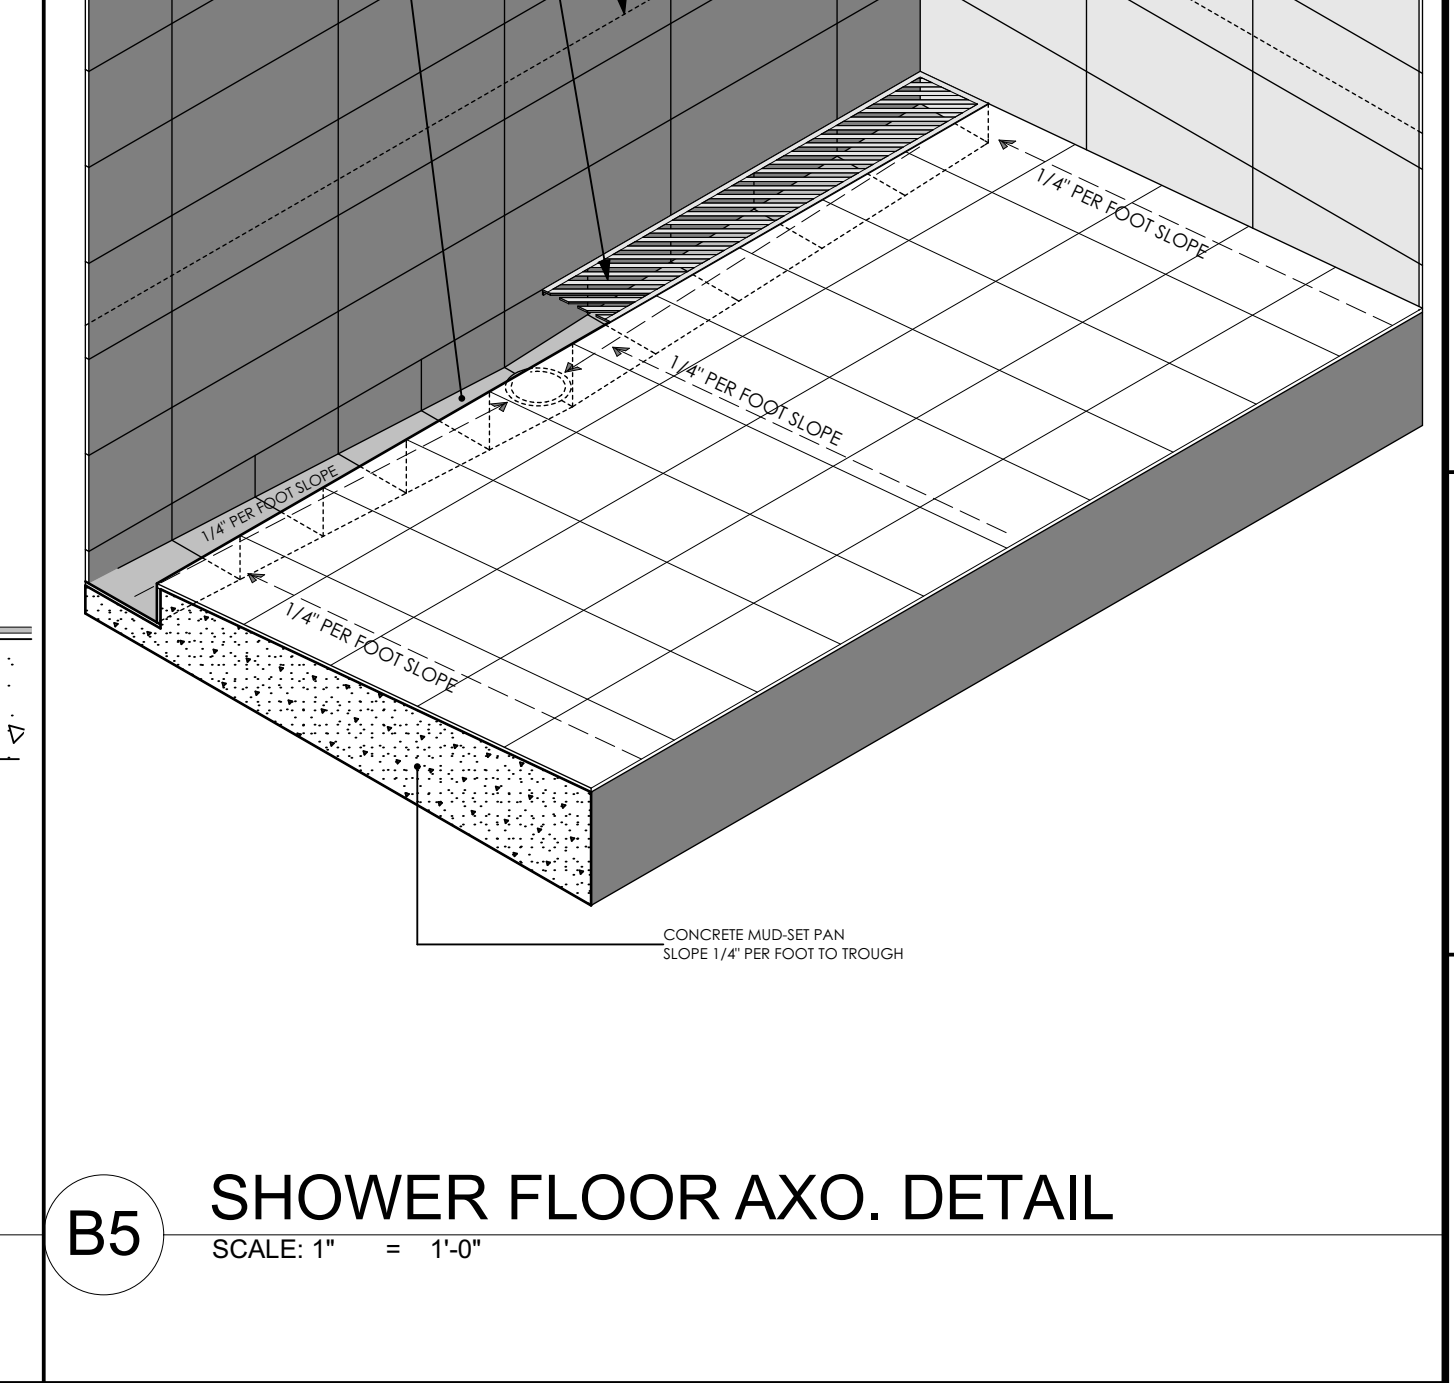 1/4" PER FOOT SLOPE
1/4" PER FOOT SLOPE
1/4" PER FOOT SLOPE
1/4" PER FOOT SLOPE
CONCRETE MUD-SET PAN
SLOPE 1/4" PER FOOT TO TROUGH
B5
SHOWER FLOOR AXO. DETAIL
SCALE: 1" = 1'-0"